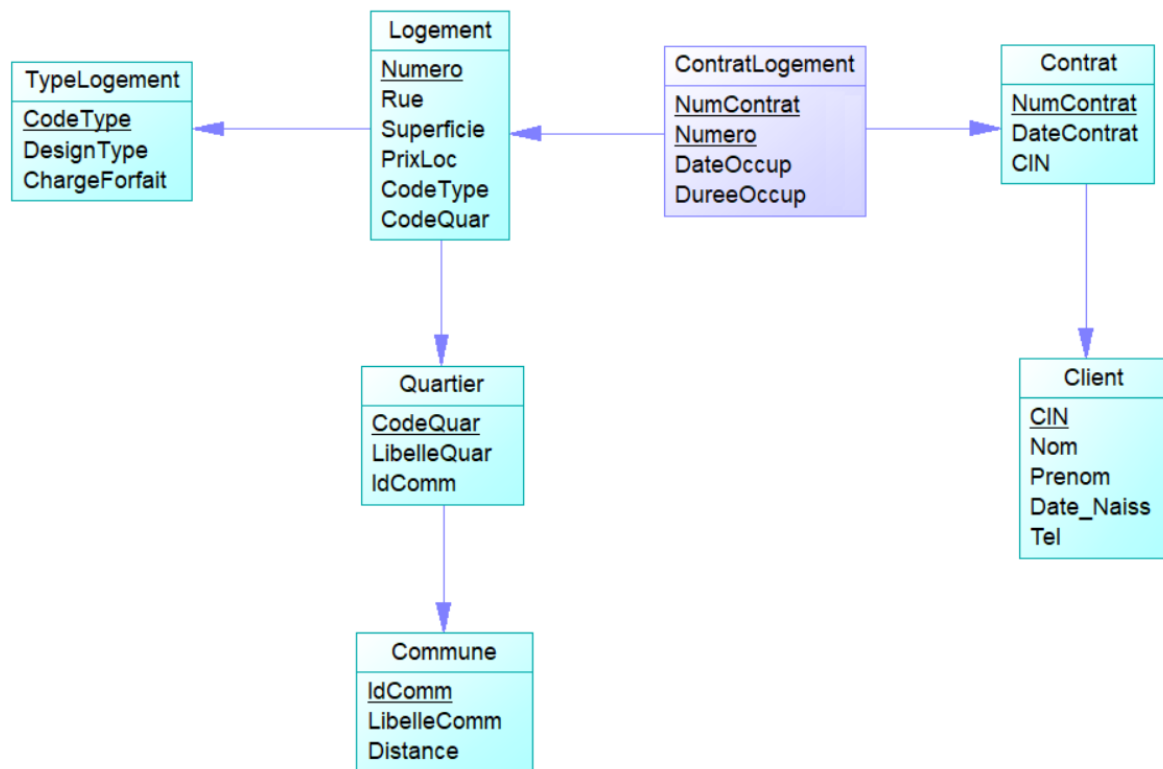 TypeLogement
CodeType
DesignType
ChargeForfait
Logement
Numero
Rue
Superficie
PrixLoc
CodeType
CodeQuar
ContratLogement
NumContrat
Numero
DateOccup
DureeOccup
Contrat
NumContrat
DateContrat
CIN
Quartier
CodeQuar
LibelleQuar
IdComm
Client
CIN
Nom
Prenom
Date_Naiss
Tel
Commune
IdComm
LibelleComm
Distance